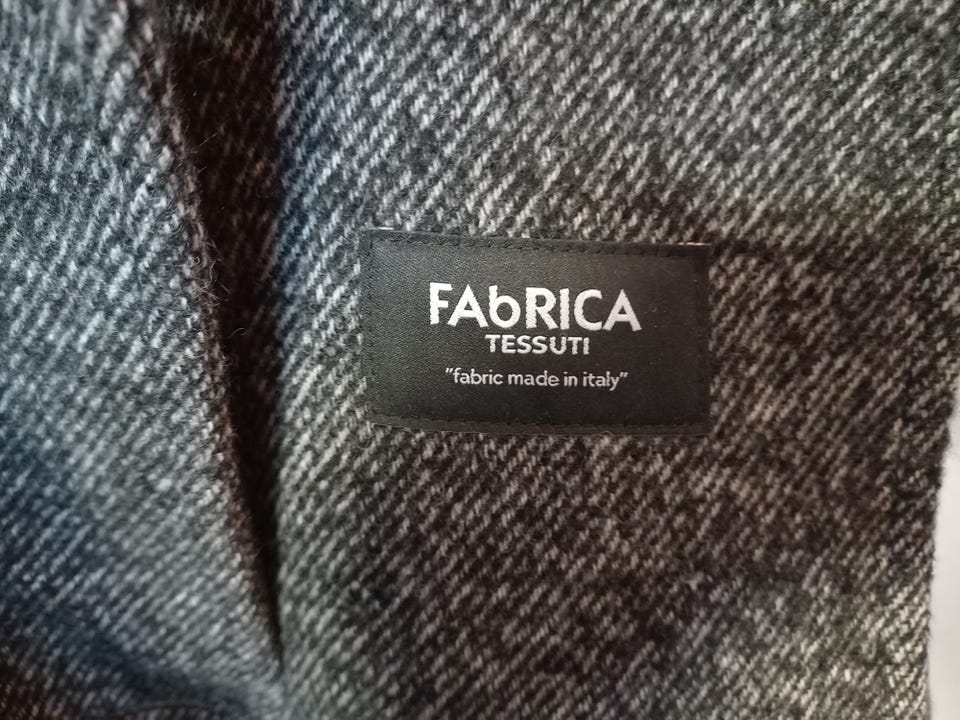 FAbRICA
TESSUTI
"fabric made in italy"